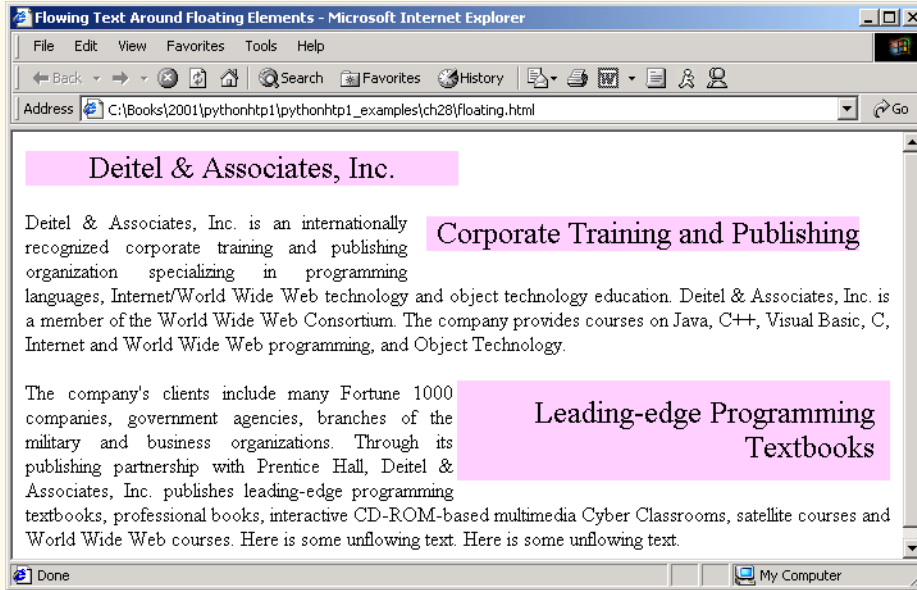 Flowing Text Around Floating Elements - Microsoft Internet Explorer
File Edit View Favorites Tools Help
Back Search Favorites History
Address C:\Books\2001\pythonhtp1\pythonhtp1_examples\ch28\floating.html Go
Deitel & Associates, Inc.
Corporate Training and Publishing
Deitel & Associates, Inc. is an internationally
recognized corporate training and publishing
organization specializing in programming
languages, Internet/World Wide Web technology and object technology education. Deitel & Associates, Inc. is
a member of the World Wide Web Consortium. The company provides courses on Java, C++, Visual Basic, C,
Internet and World Wide Web programming, and Object Technology.
Leading-edge Programming
Textbooks
The company's clients include many Fortune 1000
companies, government agencies, branches of the
military and business organizations. Through its
publishing partnership with Prentice Hall, Deitel &
Associates, Inc. publishes leading-edge programming
textbooks, professional books, interactive CD-ROM-based multimedia Cyber Classrooms, satellite courses and
World Wide Web courses. Here is some unflowing text. Here is some unflowing text.
Done My Computer